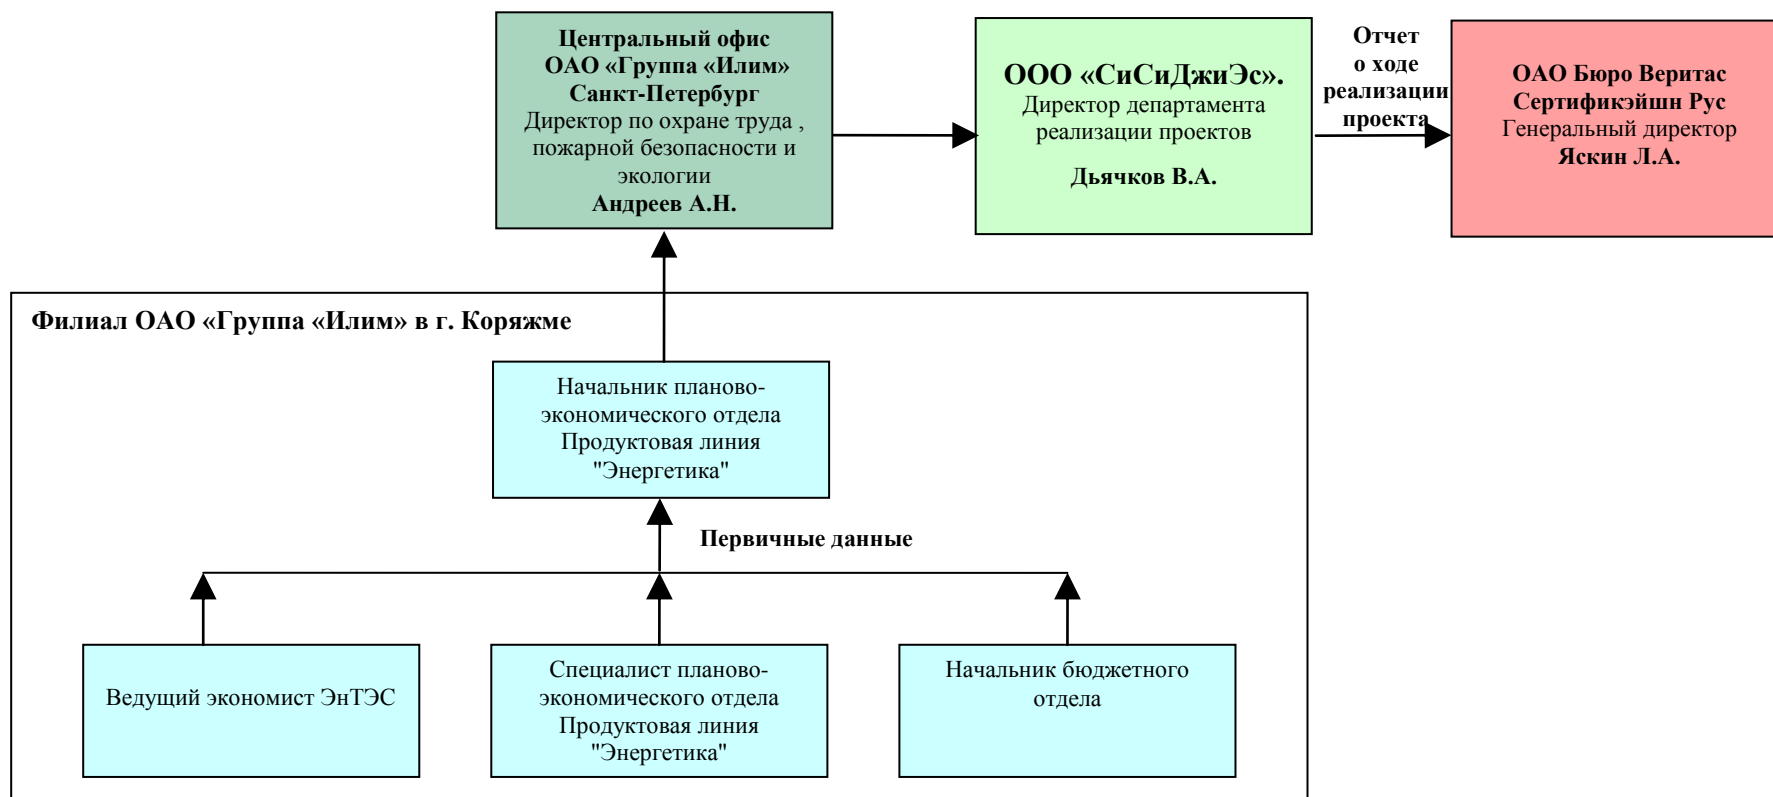 Центральный офис
ОАО «Группа «Илим»
Санкт-Петербург
Директор по охране труда ,
пожарной безопасности и
экологии
Андреев А.Н.
ООО «СиСиДжиЭс».
Директор департамента
реализации проектов
Дьячков В.А.
Отчет
о ходе
реализации
проекта
ОАО Бюро Веритас
Сертификэйшн Рус
Генеральный директор
Яскин Л.А.
Филиал ОАО «Группа «Илим» в г. Коряжме
Начальник планово-
экономического отдела
Продуктовая линия
"Энергетика"
Первичные данные
Ведущий экономист ЭнТЭС
Специалист планово-
экономического отдела
Продуктовая линия
"Энергетика"
Начальник бюджетного
отдела